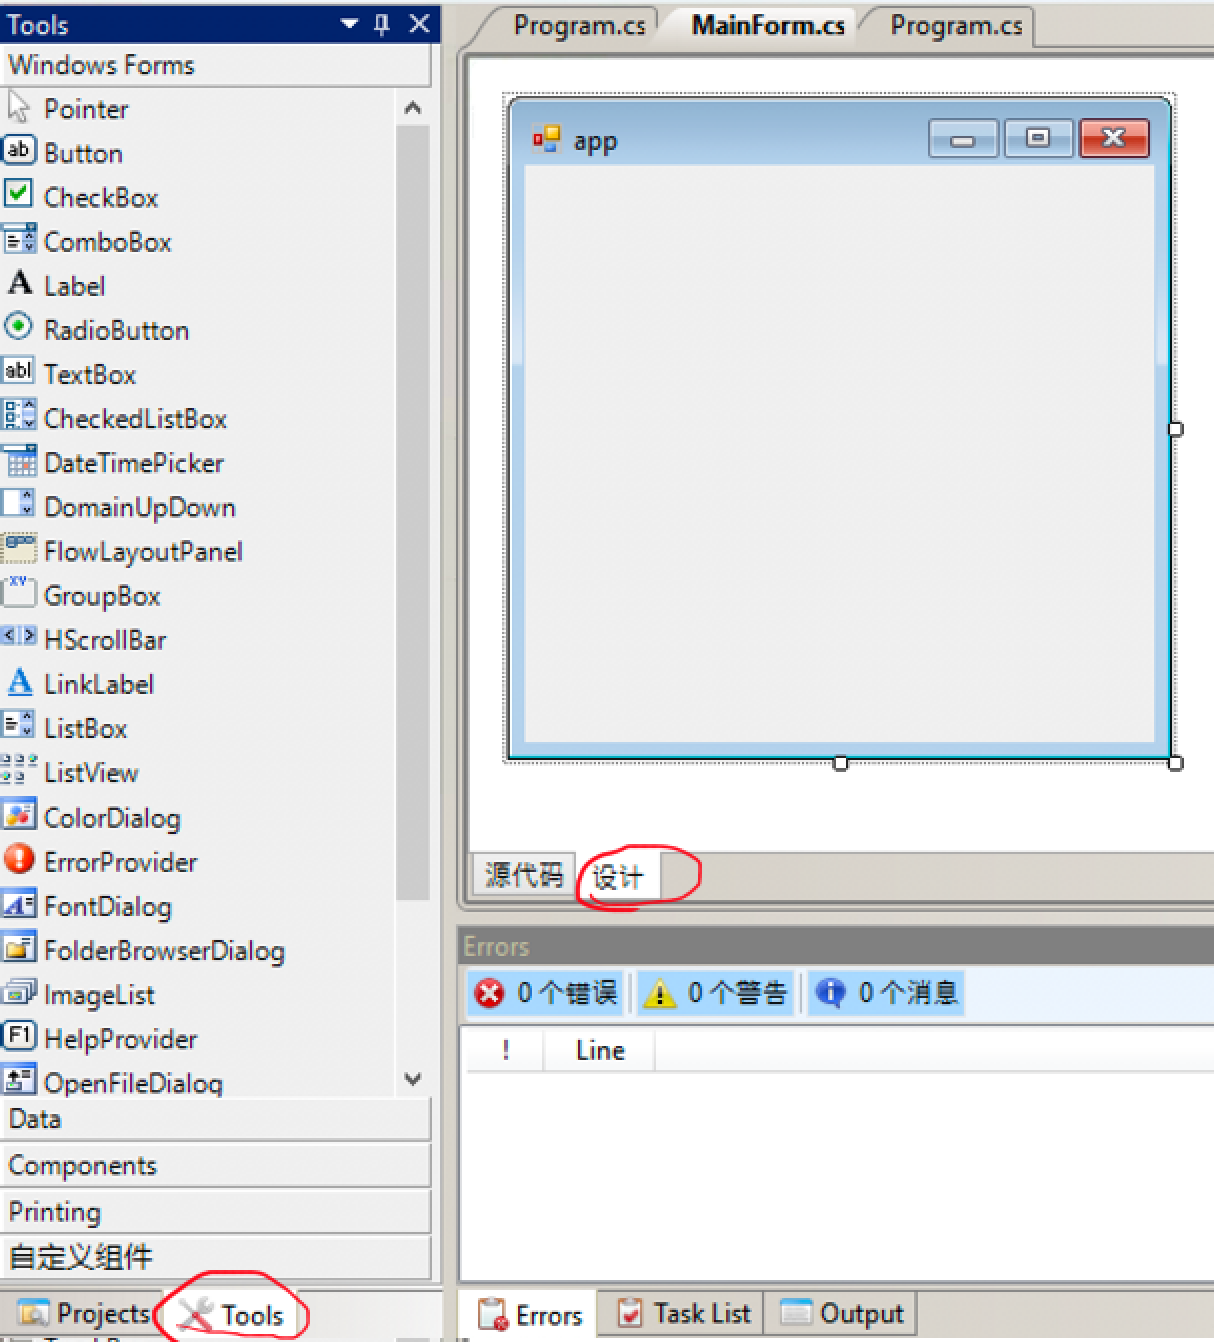 Tools
Windows Forms
Pointer
Button
CheckBox
ComboBox
Label
RadioButton
TextBox
CheckedListBox
DateTimePicker
DomainUpDown
FlowLayoutPanel
GroupBox
HScrollBar
LinkLabel
ListBox
ListView
ColorDialog
ErrorProvider
FontDialog
FolderBrowserDialog
ImageList
HelpProvider
OpenFileDialog
Data
Components
Printing
自定义组件
Projects Tools
Program.cs MainForm.cs Program.cs
app
源代码 设计
Errors
0 个错误 0 个警告 0 个消息
! Line
Errors Task List Output